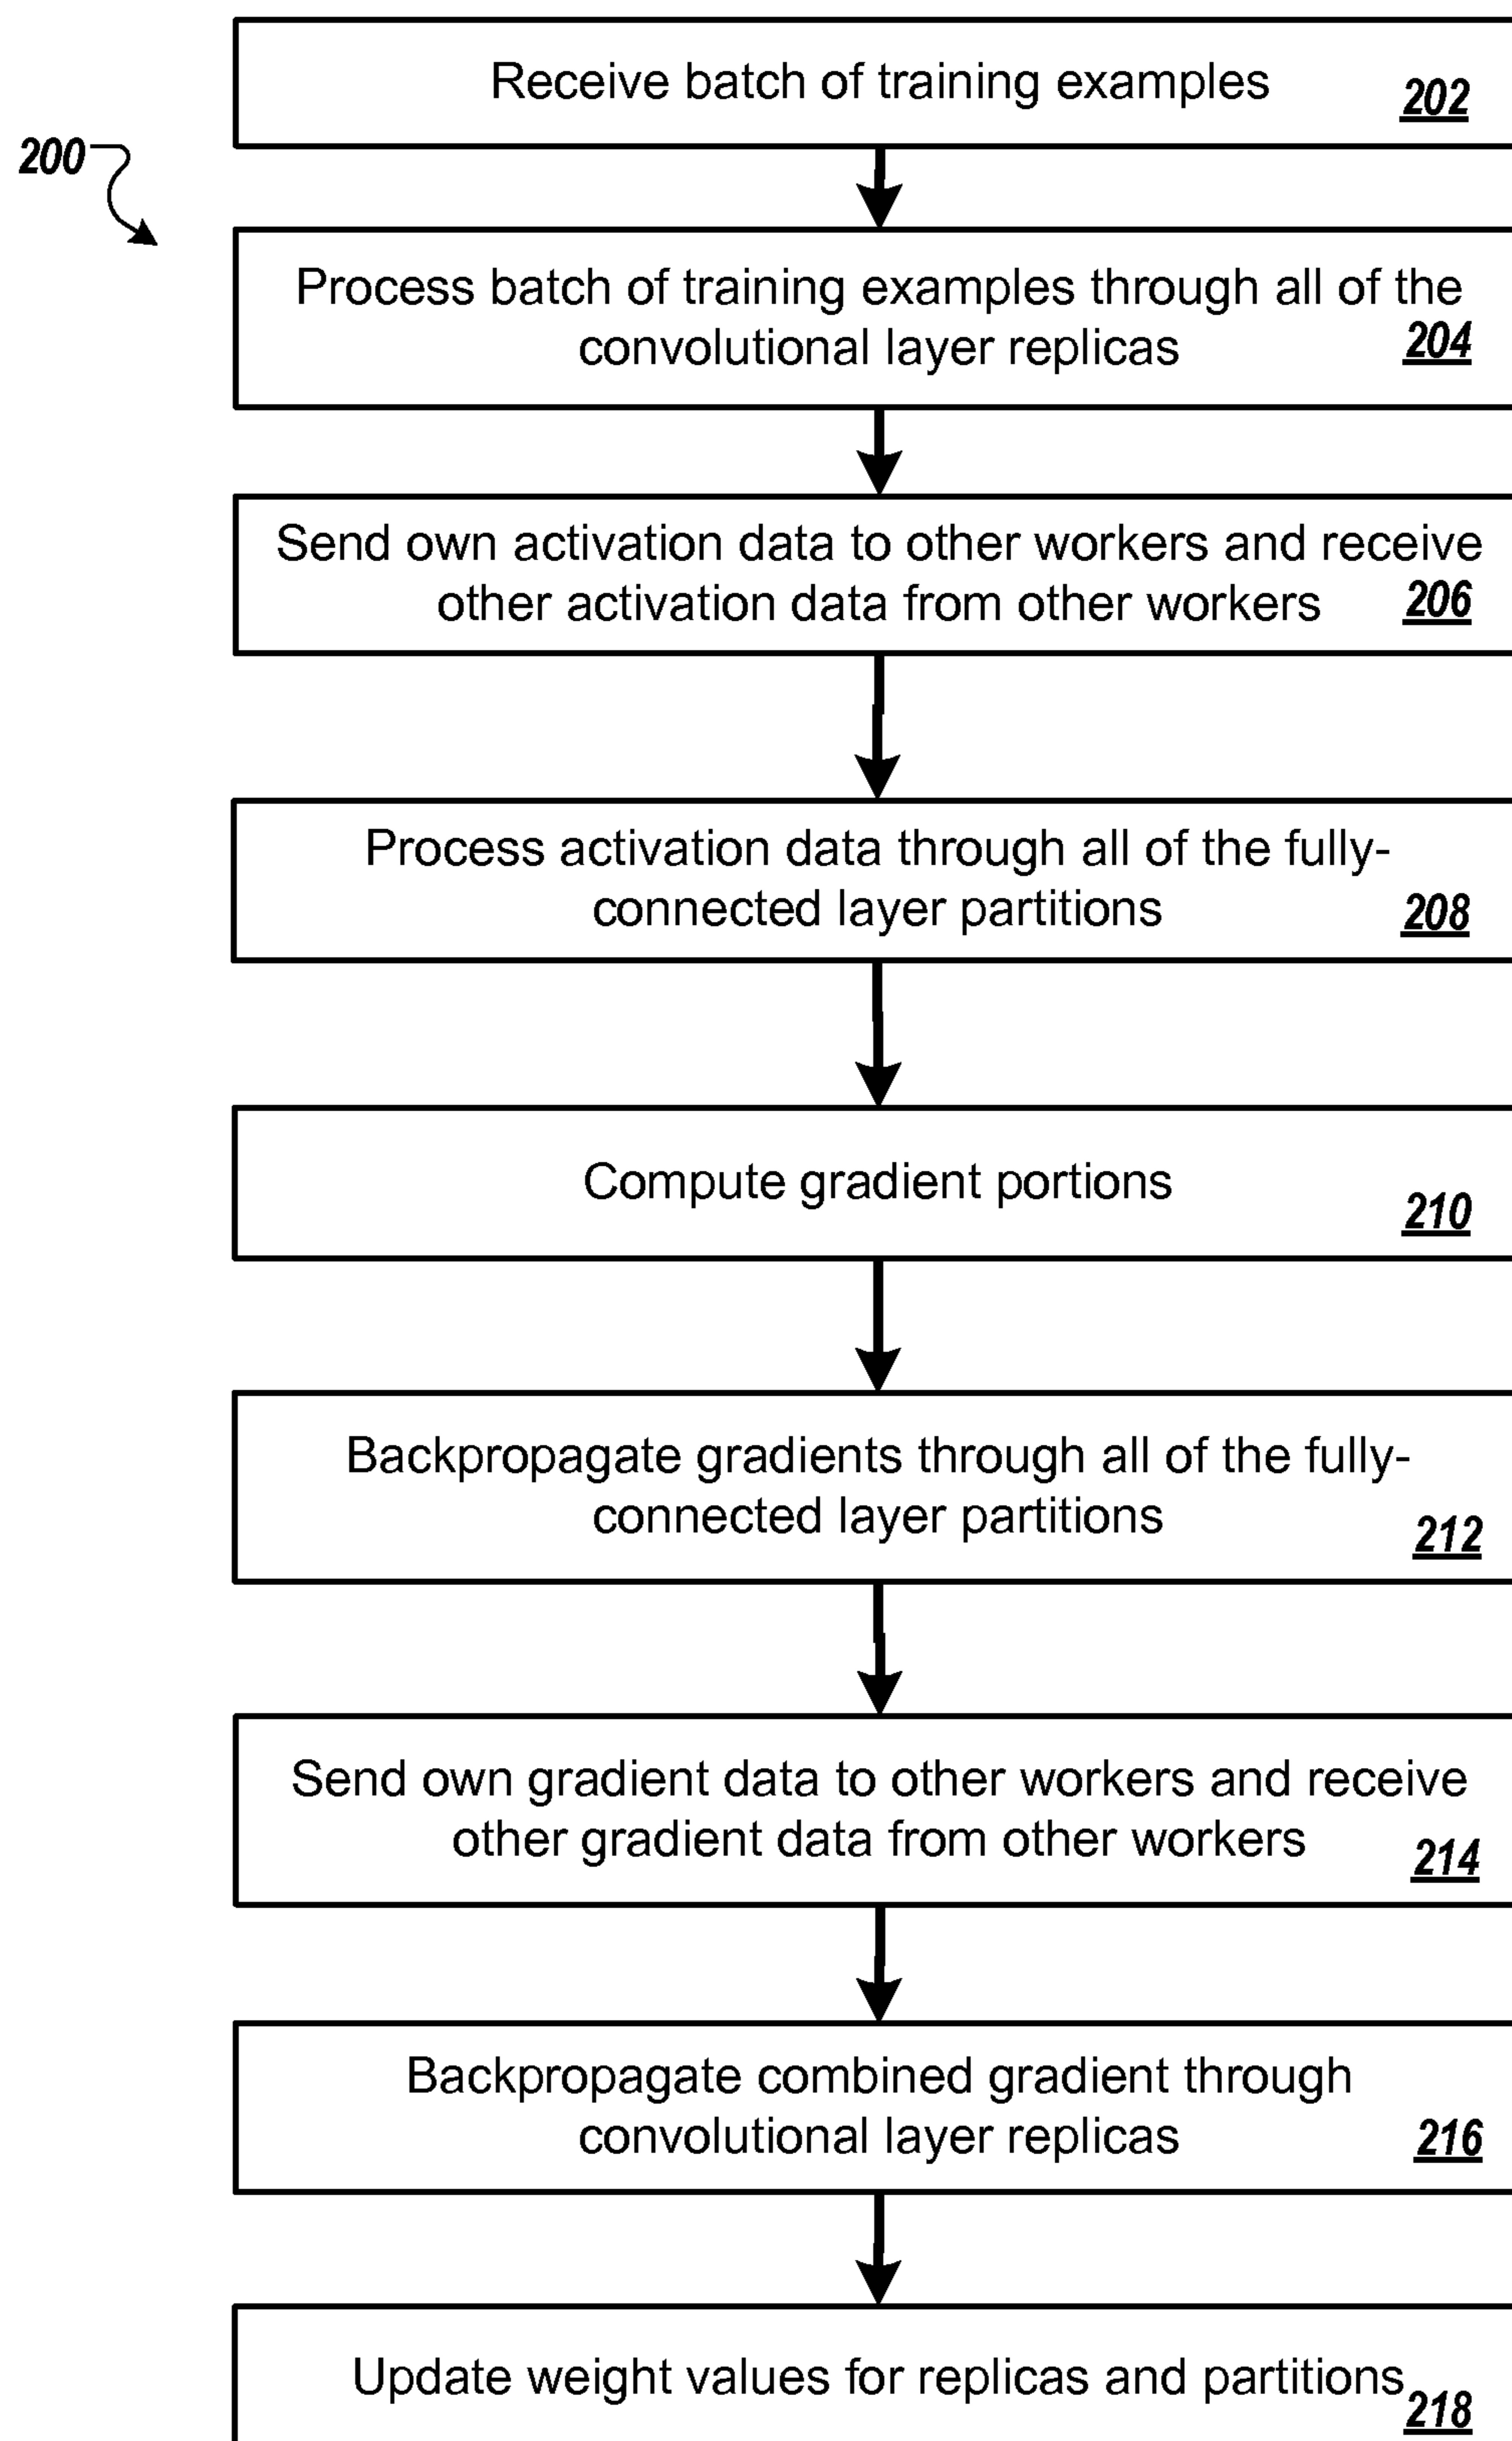 Receive batch of training examples
202
200
Process batch of training examples through all of the
convolutional layer replicas
204
Send own activation data to other workers and receive
other activation data from other workers
206
Process activation data through all of the fully-
connected layer partitions
208
Compute gradient portions
210
Backpropagate gradients through all of the fully-
connected layer partitions
212
Send own gradient data to other workers and receive
other gradient data from other workers
214
Backpropagate combined gradient through
convolutional layer replicas
216
Update weight values for replicas and partitions
218